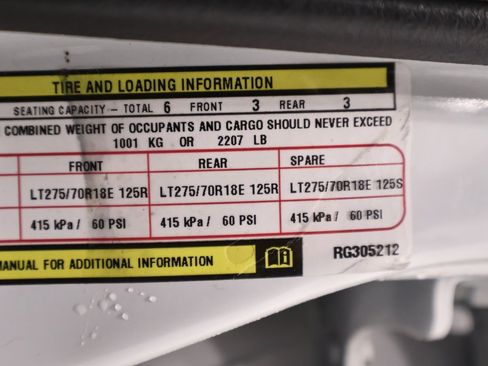 TIRE AND LOADING INFORMATION
SEATING CAPACITY – TOTAL 6 FRONT 3 REAR 3
COMBINED WEIGHT OF OCCUPANTS AND CARGO SHOULD NEVER EXCEED
1001 KG OR 2207 LB
FRONT REAR SPARE
LT275/70R18E 125R LT275/70R18E 125R LT275/70R18E 125S
415 kPa / 60 PSI 415 kPa / 60 PSI 415 kPa / 60 PSI
MANUAL FOR ADDITIONAL INFORMATION
RG305212